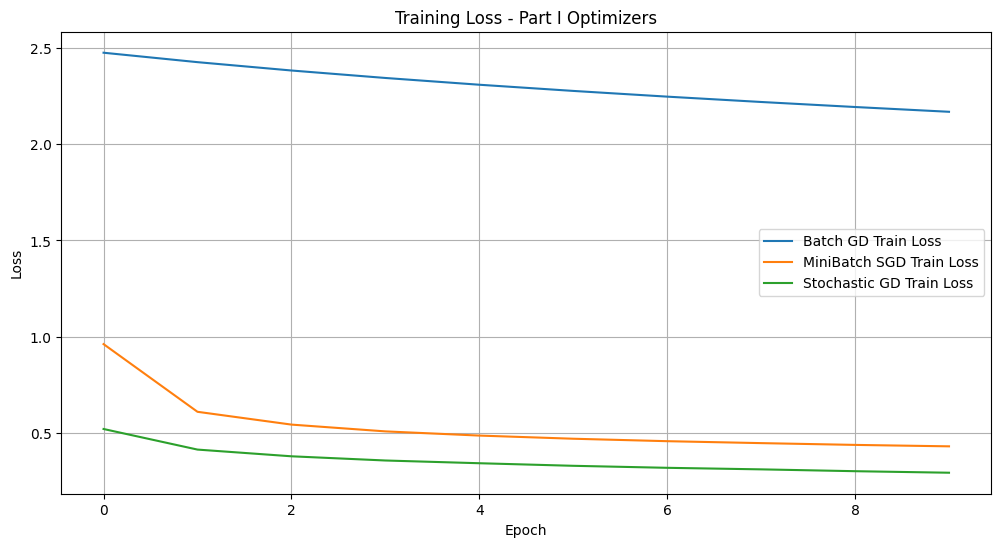 Training Loss - Part I Optimizers
Loss
2.5
2.0
1.5
1.0
0.5
Batch GD Train Loss
MiniBatch SGD Train Loss
Stochastic GD Train Loss
0 2 4 6 8
Epoch